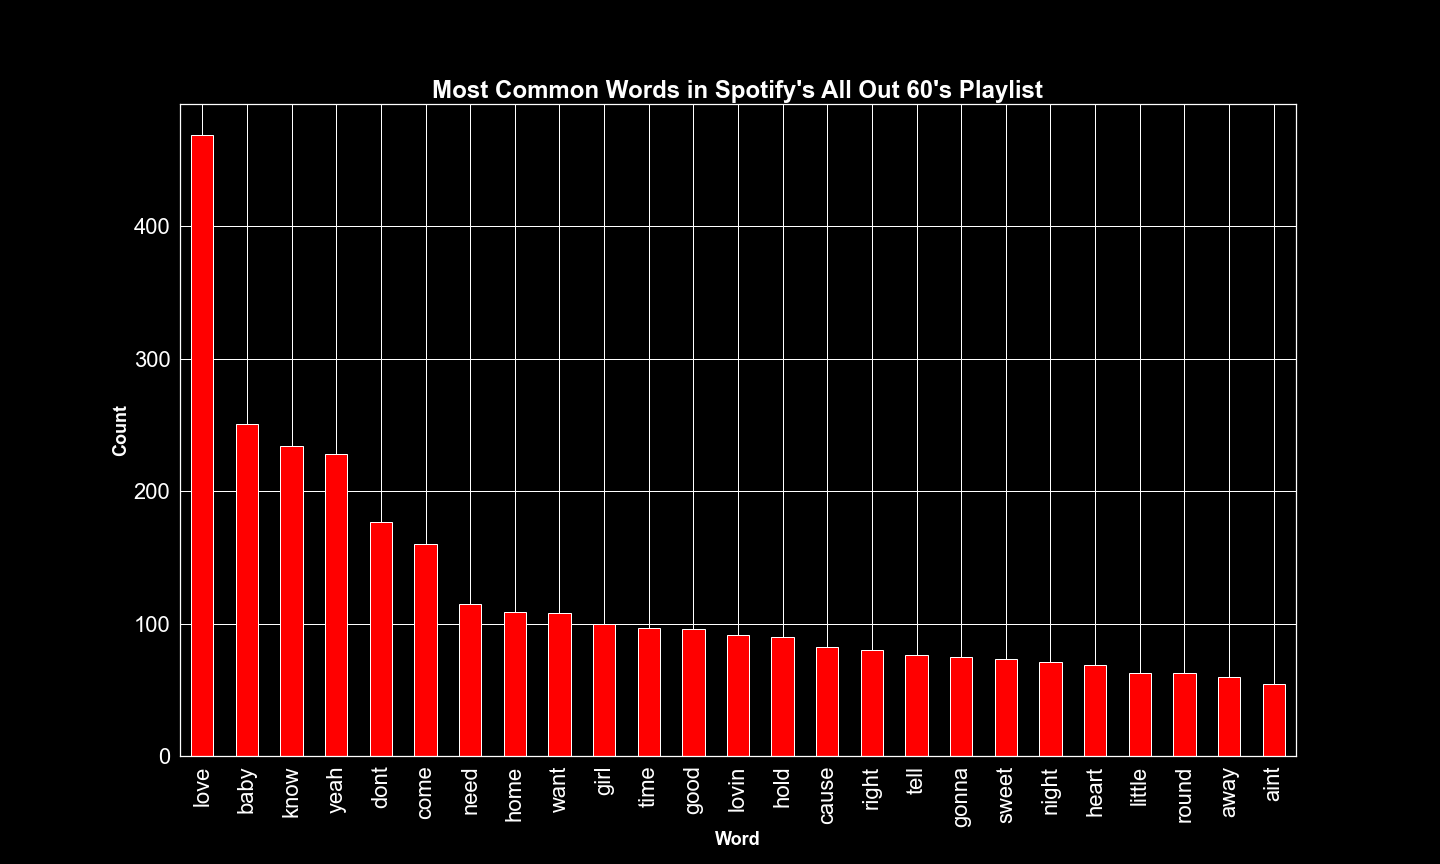 Most Common Words in Spotify's All Out 60's Playlist
400
300
200
100
0
Count
love
baby
know
yeah
dont
come
need
home
want
girl
time
good
lovin
hold
cause
right
tell
gonna
sweet
night
heart
little
round
away
aint
Word